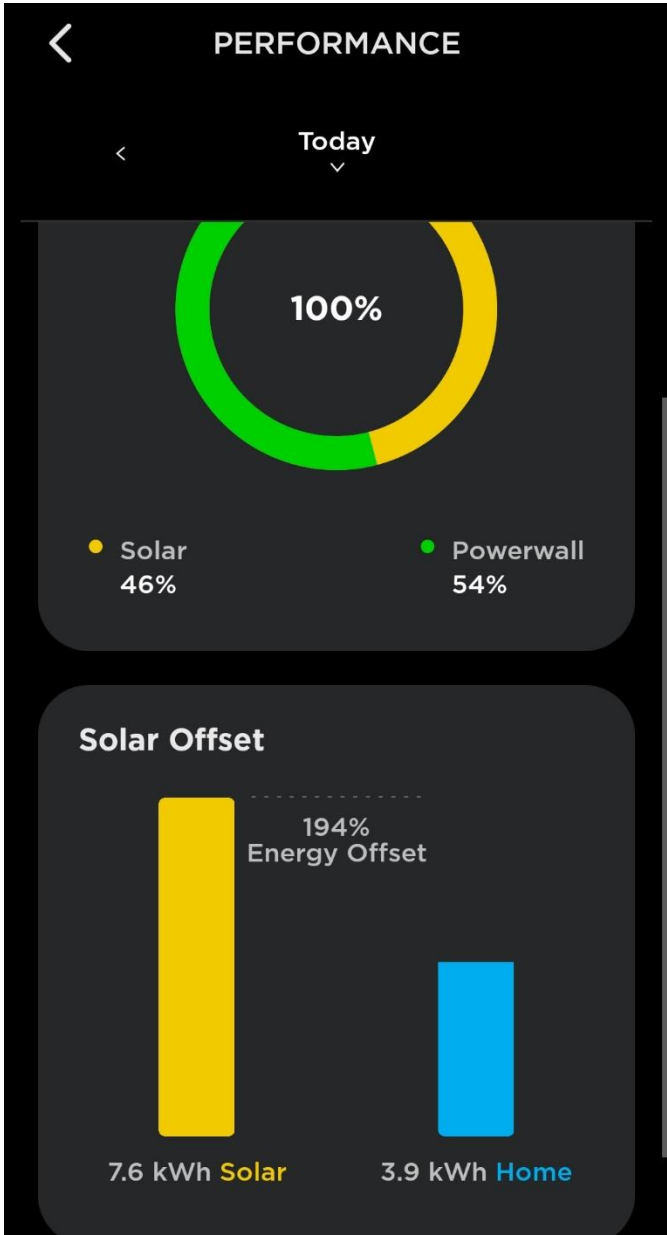 PERFORMANCE
Today
100%
Solar
46%
Powerwall
54%
Solar Offset
194%
Energy Offset
7.6 kWh Solar
3.9 kWh Home